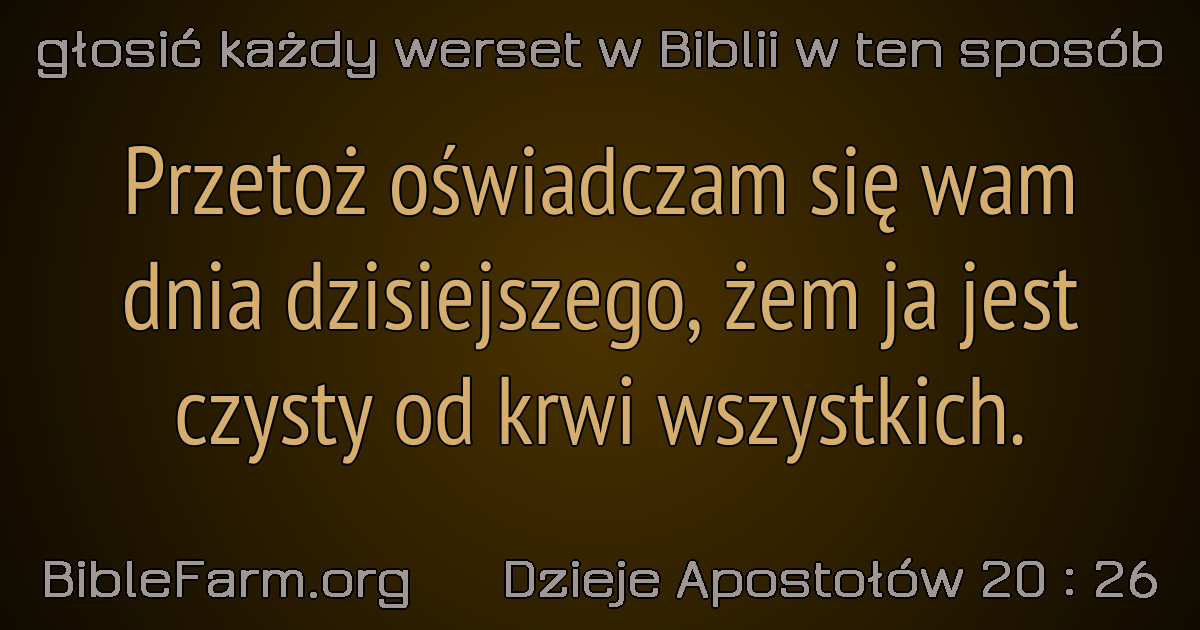 głosić każdy werset w Biblii w ten sposób
Przetoż oświadczam się wam
dnia dzisiejszego, żem ja jest
czysty od krwi wszystkich.
BibleFarm.org Dzieje Apostołów 20 : 26